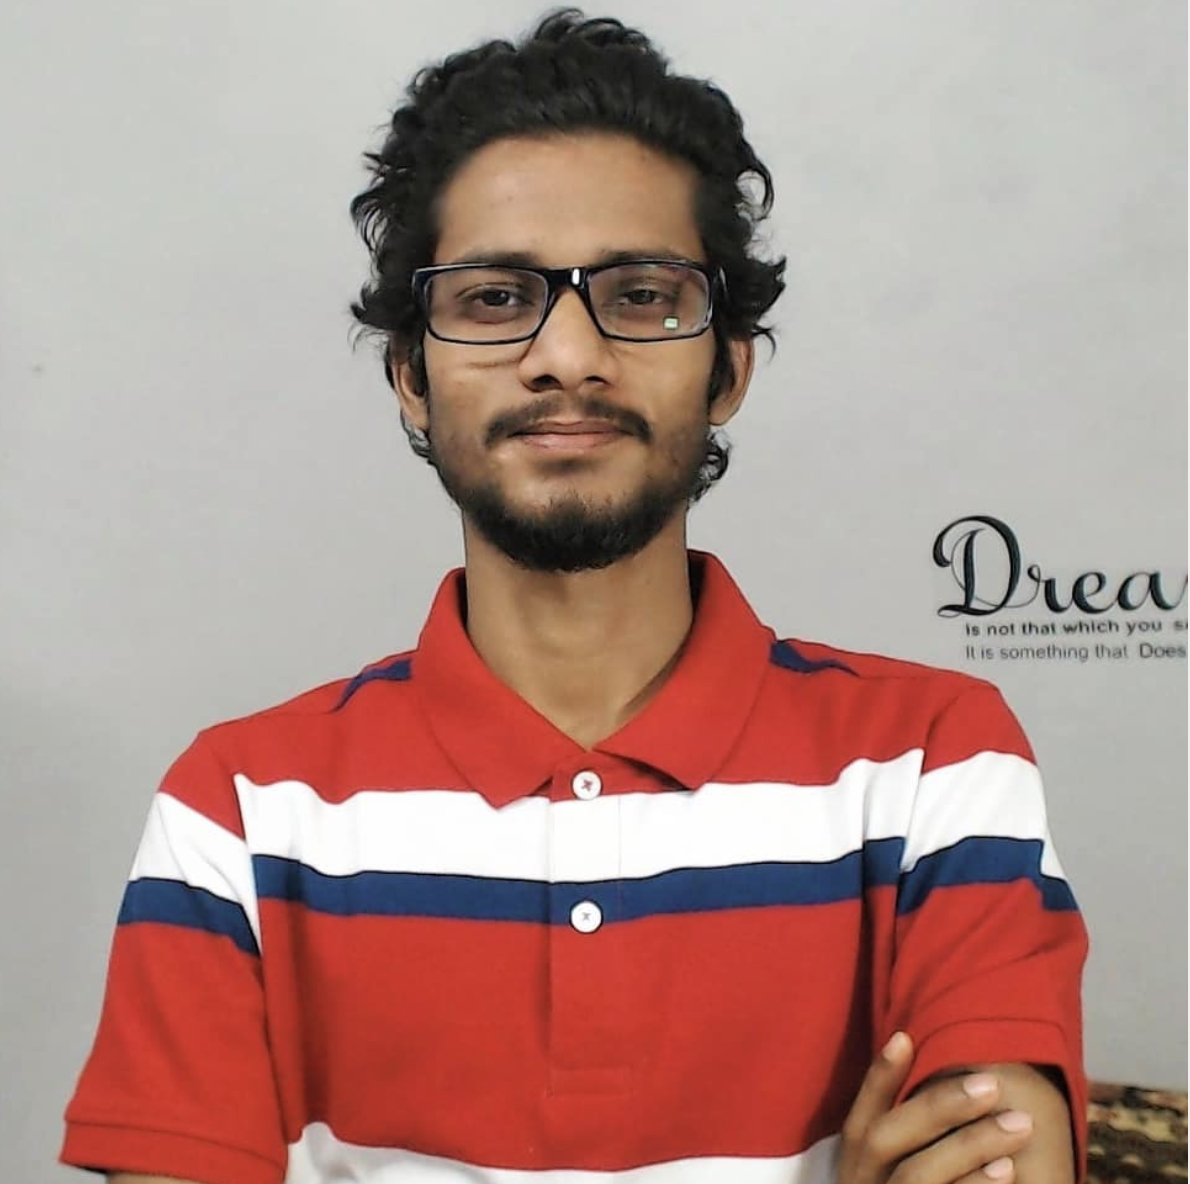 Drea
is not that which you s
It is something that Does